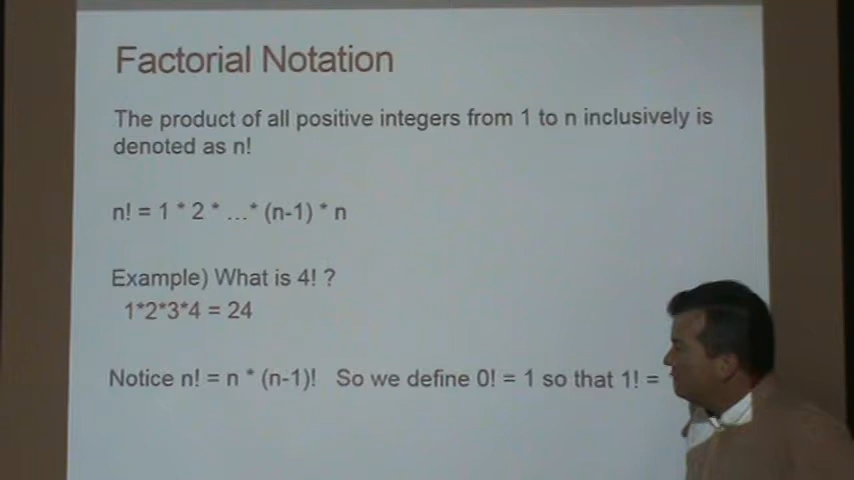 Factorial Notation
The product of all positive integers from 1 to n inclusively is
denoted as n!
n! = 1 * 2 * ...* (n-1) * n
Example) What is 4! ?
1*2*3*4 = 24
Notice n! = n * (n-1)! So we define 0! = 1 so that 1! =